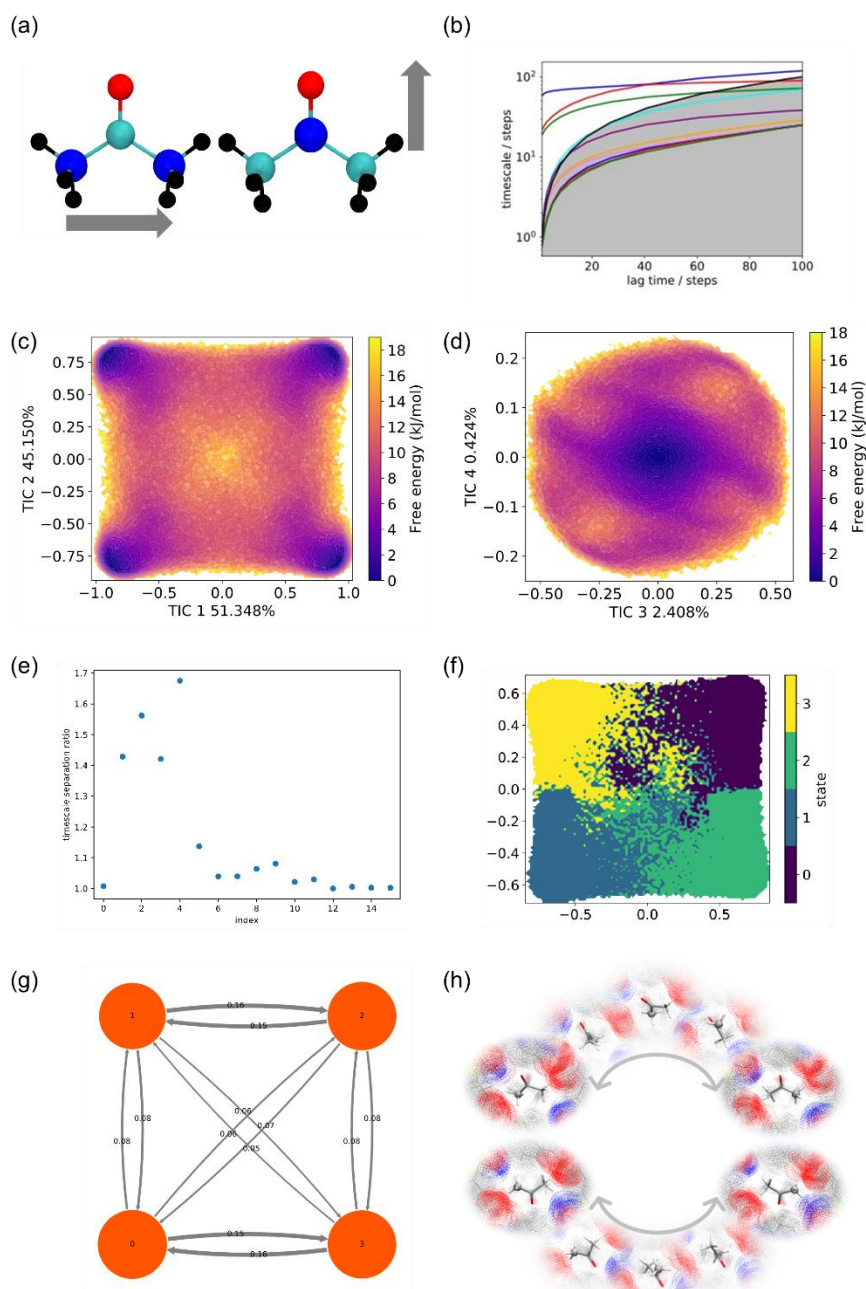 (a)
(b)
10²
10¹
10⁰
timescale / steps
20 40 60 80 100
lag time / steps
(c)
0.75
0.50
0.25
0.00
−0.25
−0.50
−0.75
TIC 2 45.150%
−1.0 −0.5 0.0 0.5 1.0
TIC 1 51.348%
18
16
14
12
10
8
6
4
2
0
Free energy (kJ/mol)
(d)
0.2
0.1
0.0
−0.1
−0.2
TIC 4 0.424%
−0.50 −0.25 0.00 0.25 0.50
TIC 3 2.408%
18
16
14
12
10
8
6
4
2
0
Free energy (kJ/mol)
(e)
1.7
1.6
1.5
1.4
1.3
1.2
1.1
1.0
timescale separation ratio
0 2 4 6 8 10 12 14
index
(f)
0.6
0.4
0.2
0.0
−0.2
−0.4
−0.6
−0.5 0.0 0.5
3
2
1
0
state
(g)
1
0.16
0.15
2
0.08
0.08
0.06
0.07
0.06
0.05
0.08
0.08
0
0.15
0.16
3
(h)